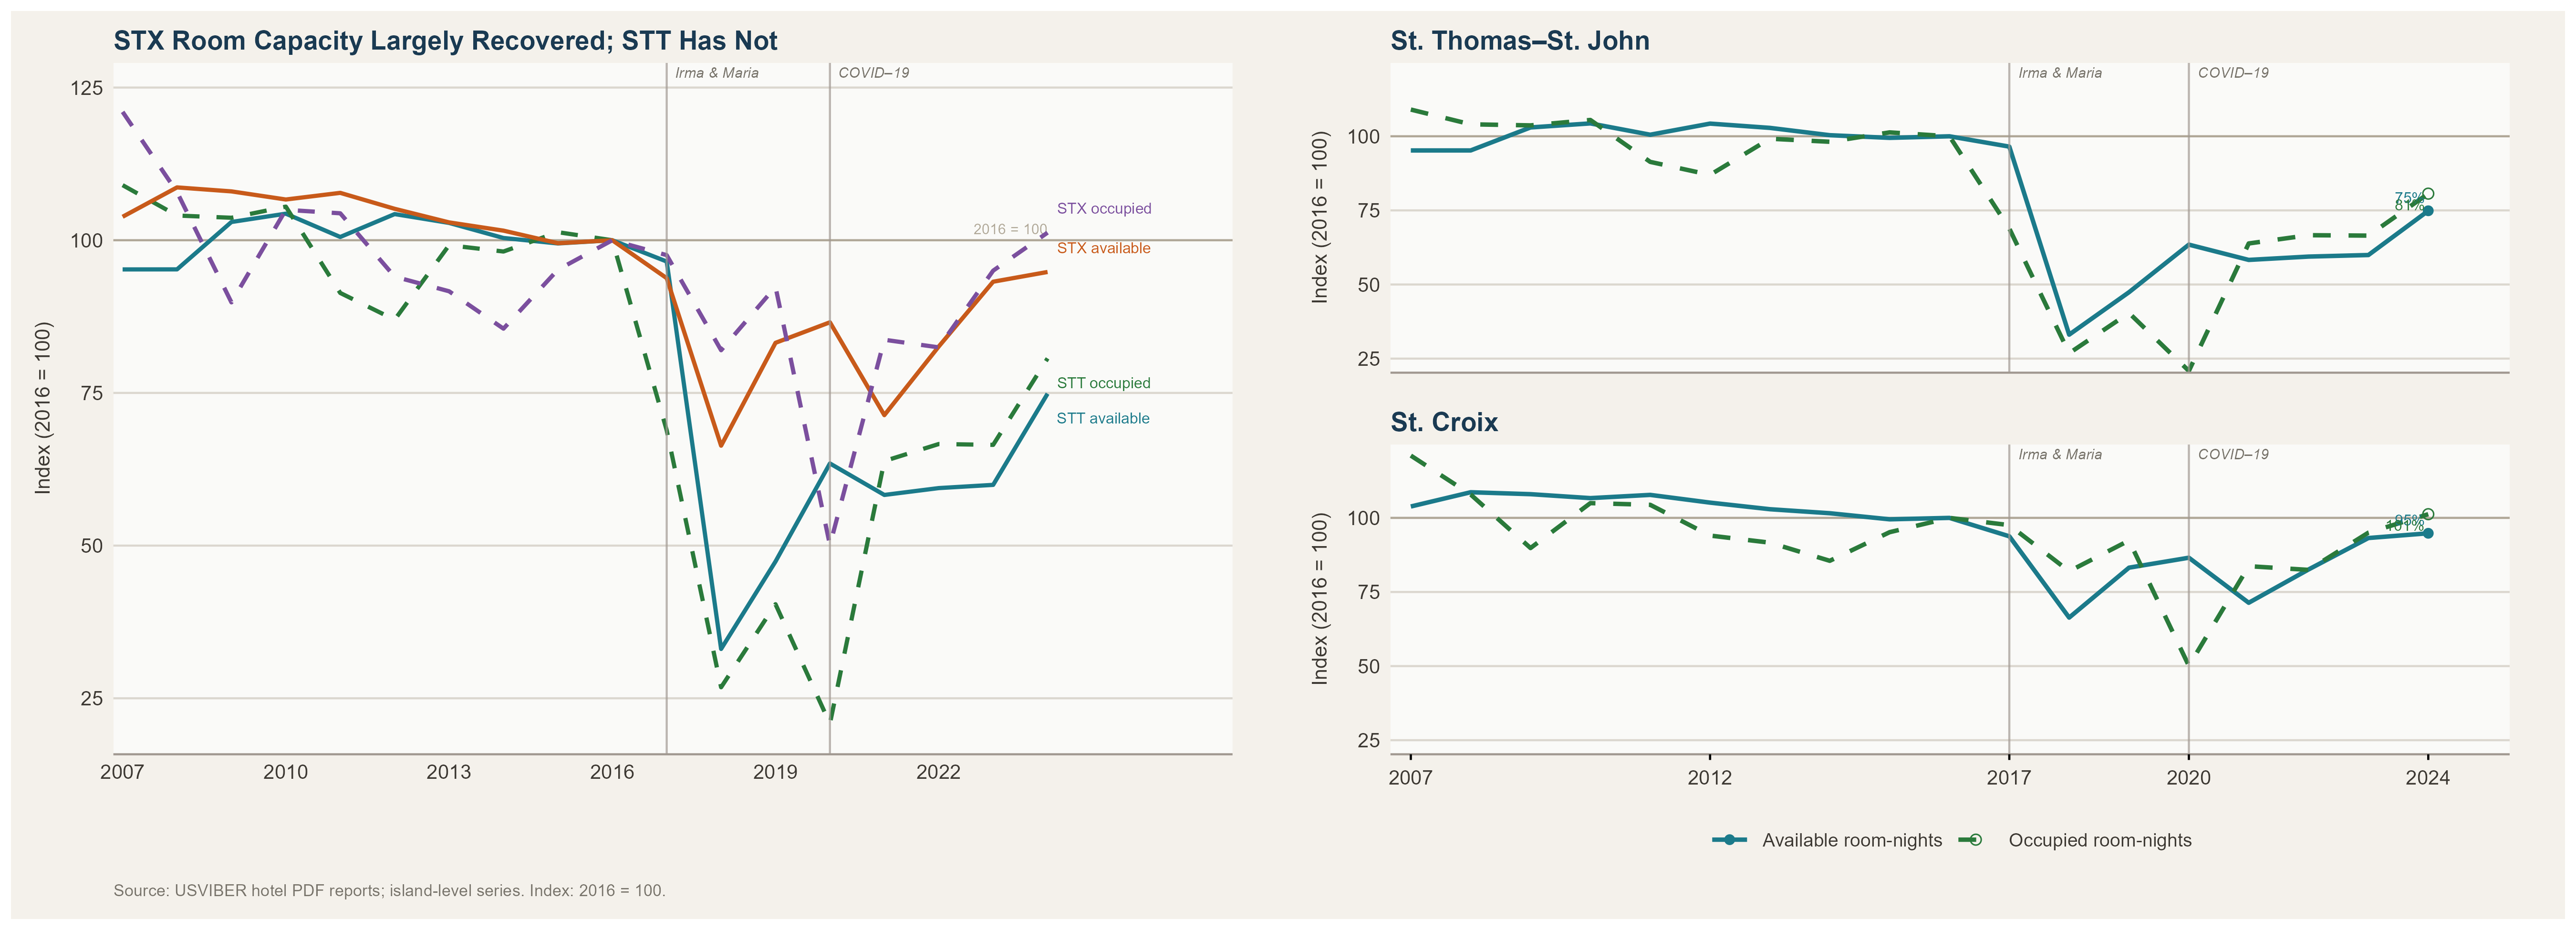 STX Room Capacity Largely Recovered; STT Has Not
Irma & Maria
COVID–19
125
100
75
50
25
Index (2016 = 100)
2016 = 100
STX occupied
STX available
STT occupied
STT available
2007
2010
2013
2016
2019
2022
St. Thomas–St. John
Irma & Maria
COVID–19
100
75
50
25
Index (2016 = 100)
75%
81%
St. Croix
Irma & Maria
COVID–19
100
75
50
25
Index (2016 = 100)
95%
101%
2007
2012
2017
2020
2024
Available room-nights
Occupied room-nights
Source: USVIBER hotel PDF reports; island-level series. Index: 2016 = 100.